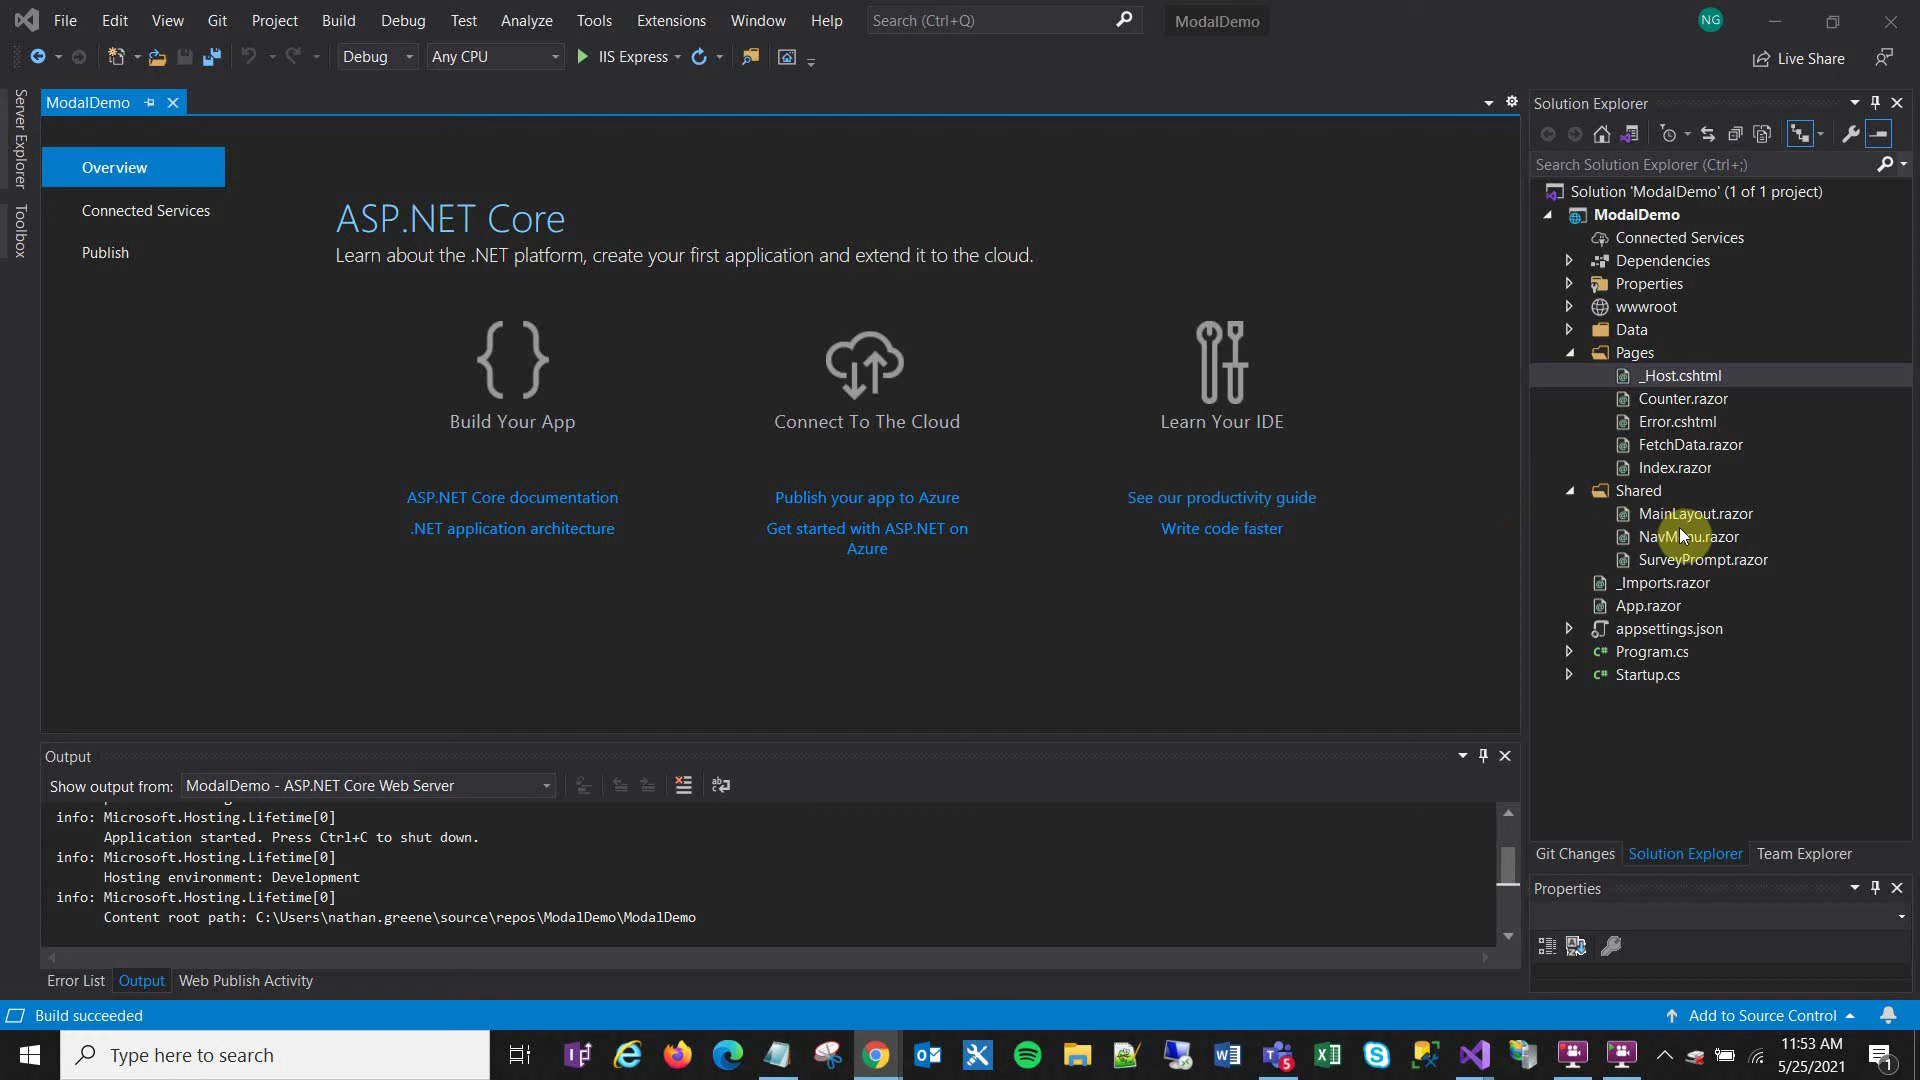 File Edit View Git Project Build Debug Test Analyze Tools Extensions Window Help Search (Ctrl+Q) ModalDemo NG
Debug Any CPU IIS Express Live Share
Server Explorer
Toolbox
ModalDemo
Overview
Connected Services
Publish
ASP.NET Core
Learn about the .NET platform, create your first application and extend it to the cloud.
Build Your App
ASP.NET Core documentation
.NET application architecture
Connect To The Cloud
Publish your app to Azure
Get started with ASP.NET on
Azure
Learn Your IDE
See our productivity guide
Write code faster
Solution Explorer
Search Solution Explorer (Ctrl+;)
Solution 'ModalDemo' (1 of 1 project)
ModalDemo
Connected Services
Dependencies
Properties
wwwroot
Data
Pages
_Host.cshtml
Counter.razor
Error.cshtml
FetchData.razor
Index.razor
Shared
MainLayout.razor
NavMenu.razor
SurveyPrompt.razor
_Imports.razor
App.razor
appsettings.json
C# Program.cs
C# Startup.cs
Git Changes Solution Explorer Team Explorer
Properties
Output
Show output from: ModalDemo - ASP.NET Core Web Server
info: Microsoft.Hosting.Lifetime[0]
Application started. Press Ctrl+C to shut down.
info: Microsoft.Hosting.Lifetime[0]
Hosting environment: Development
info: Microsoft.Hosting.Lifetime[0]
Content root path: C:\Users\nathan.greene\source\repos\ModalDemo\ModalDemo
Error List Output Web Publish Activity
Build succeeded Add to Source Control
Type here to search
5
11:53 AM
5/25/2021
1